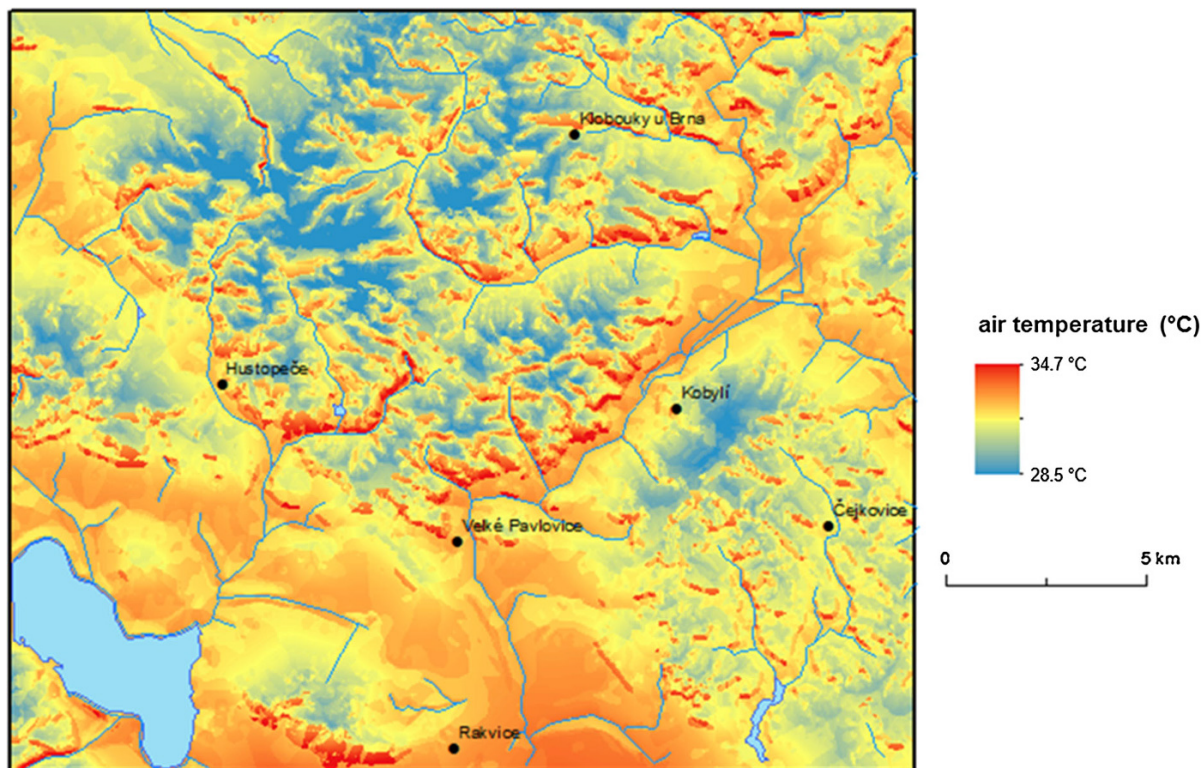 Klobouky u Brna
air temperature (°C)
34.7 °C
Hustopeče
Kobylí
28.5 °C
Čejkovice
Velké Pavlovice
0 5 km
Rakvice